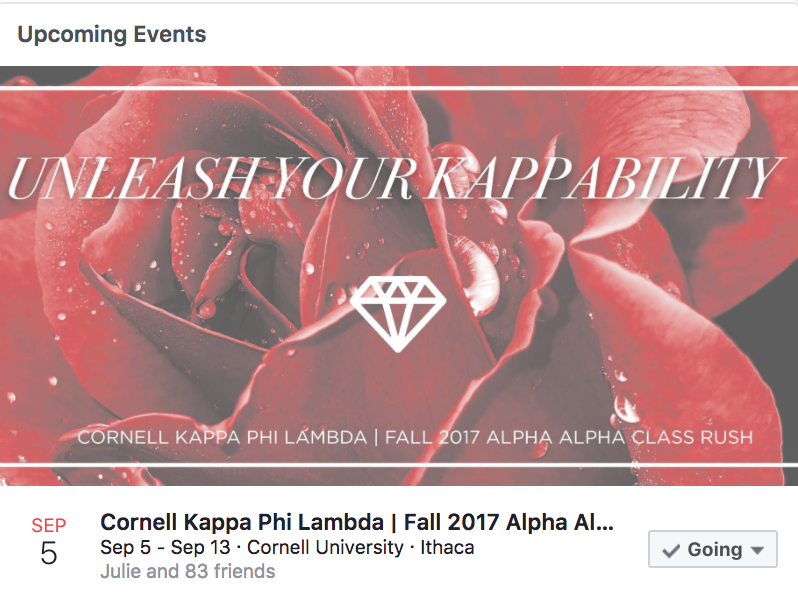 Upcoming Events
UNLEASH YOUR KAPPABILITY
CORNELL KAPPA PHI LAMBDA | FALL 2017 ALPHA ALPHA CLASS RUSH
SEP
5
Cornell Kappa Phi Lambda | Fall 2017 Alpha Al...
Sep 5 - Sep 13 · Cornell University · Ithaca
Julie and 83 friends
Going